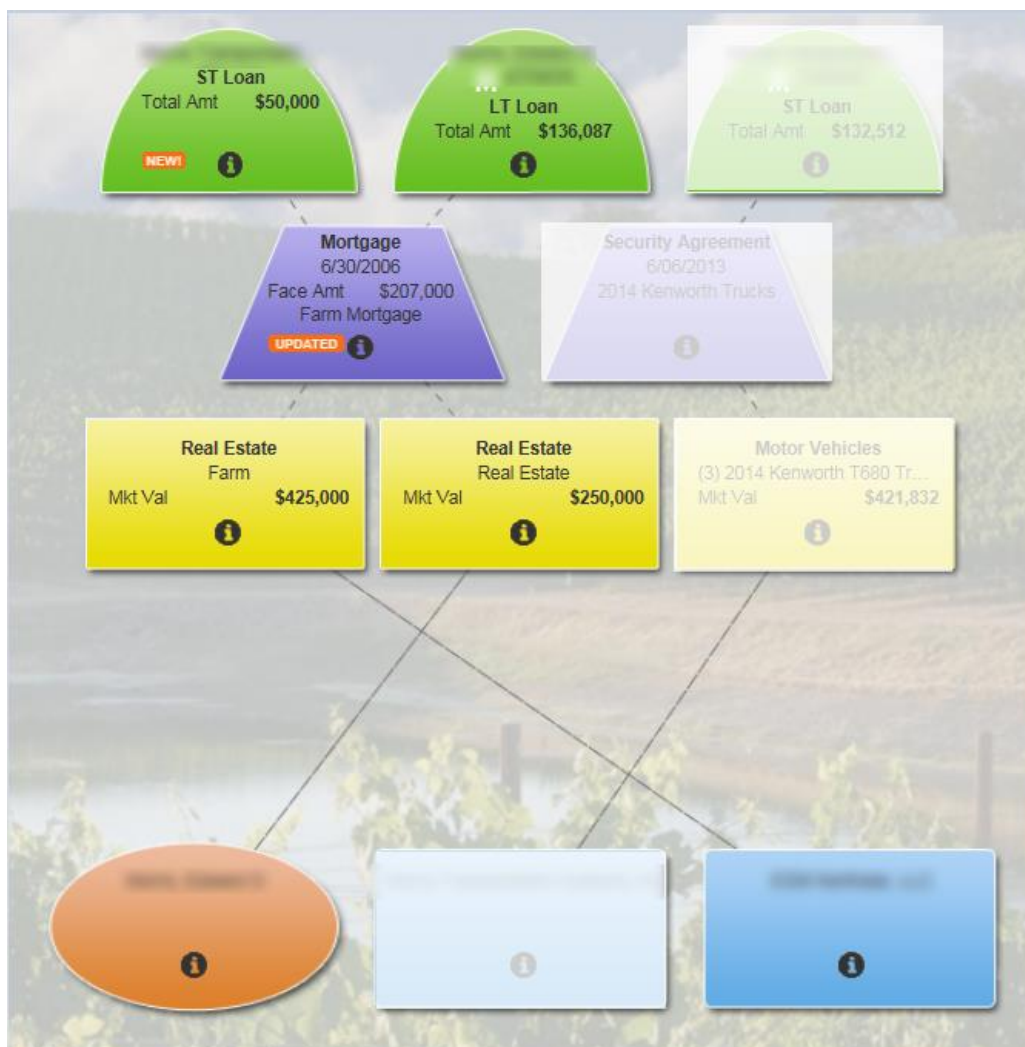 ST Loan
Total Amt $50,000
NEW!
LT Loan
Total Amt $136,087
ST Loan
Total Amt $132,512
Mortgage
6/30/2006
Face Amt $207,000
Farm Mortgage
UPDATED
Security Agreement
6/06/2013
2014 Kenworth Trucks
Real Estate
Farm
Mkt Val $425,000
Real Estate
Real Estate
Mkt Val $250,000
Motor Vehicles
(3) 2014 Kenworth T680 Tr...
Mkt Val $421,832